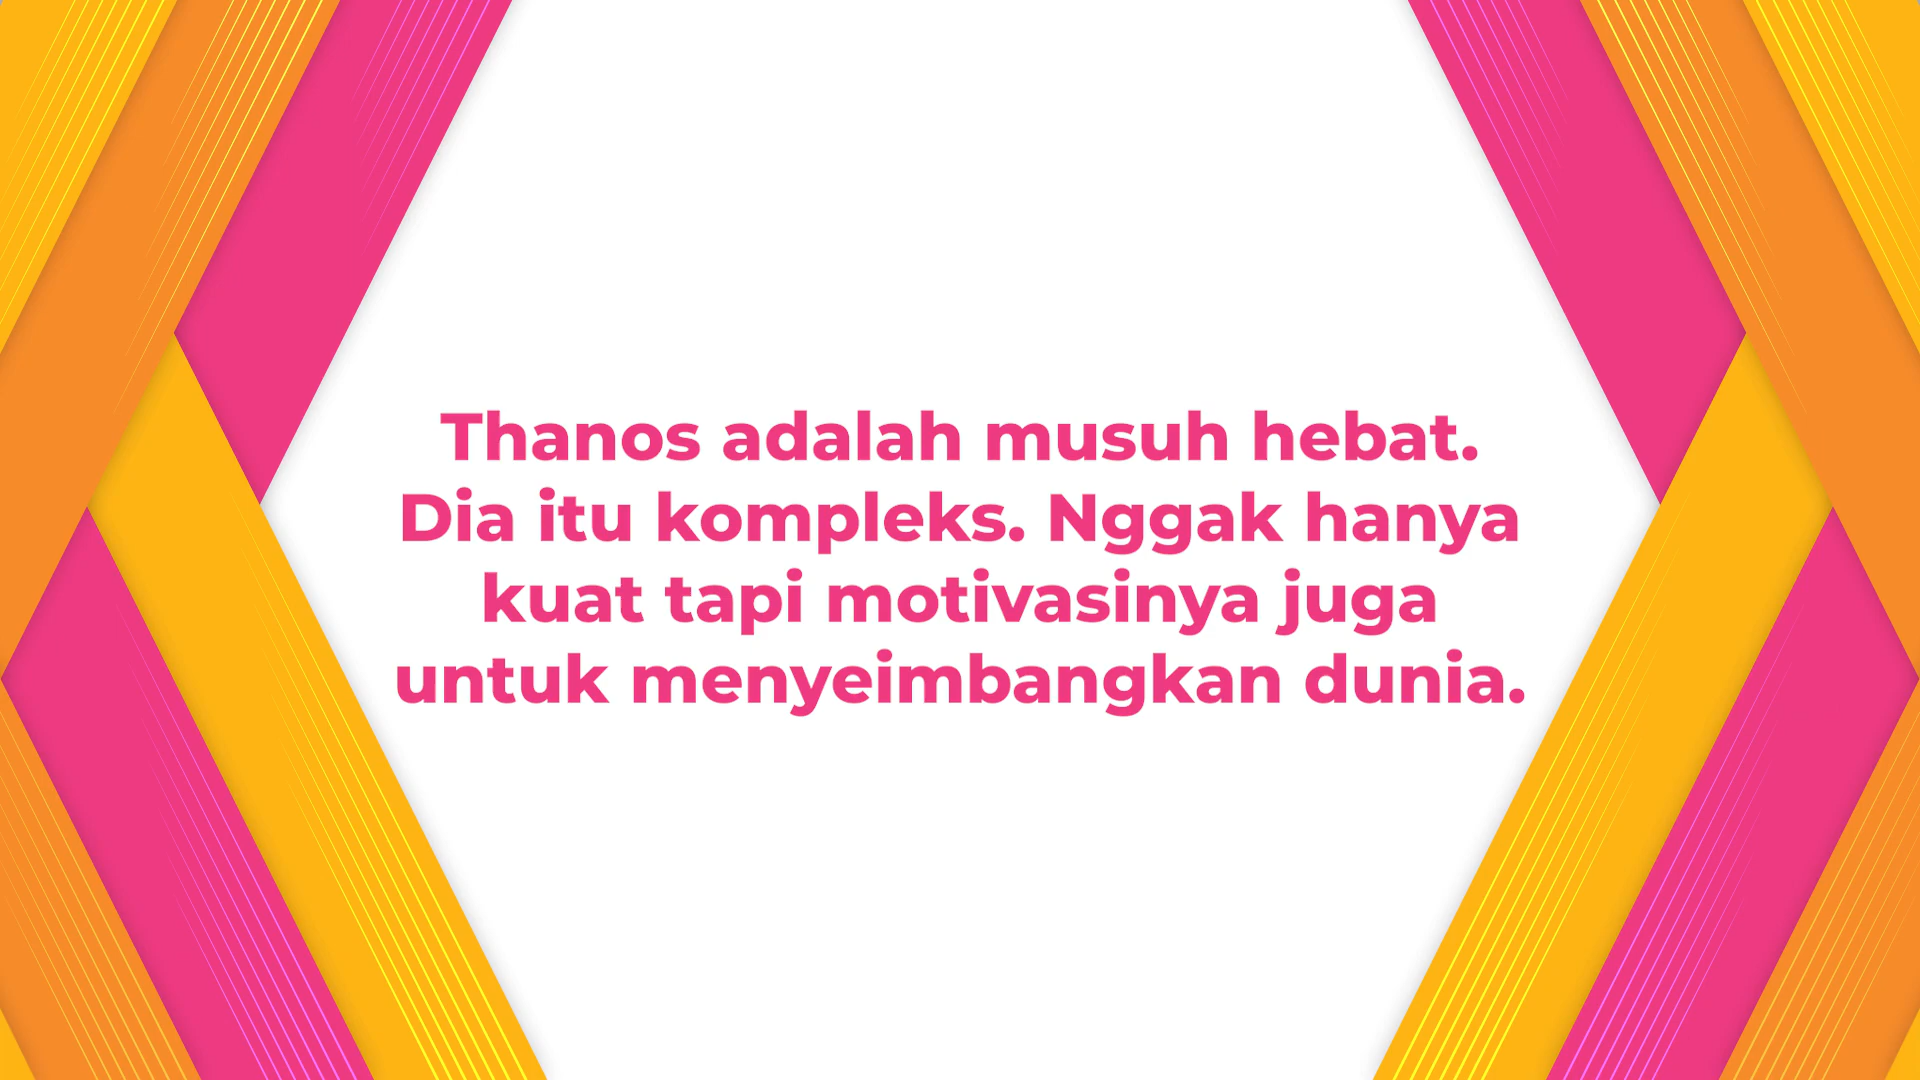 Thanos adalah musuh hebat.
Dia itu kompleks. Nggak hanya
kuat tapi motivasinya juga
untuk menyeimbangkan dunia.